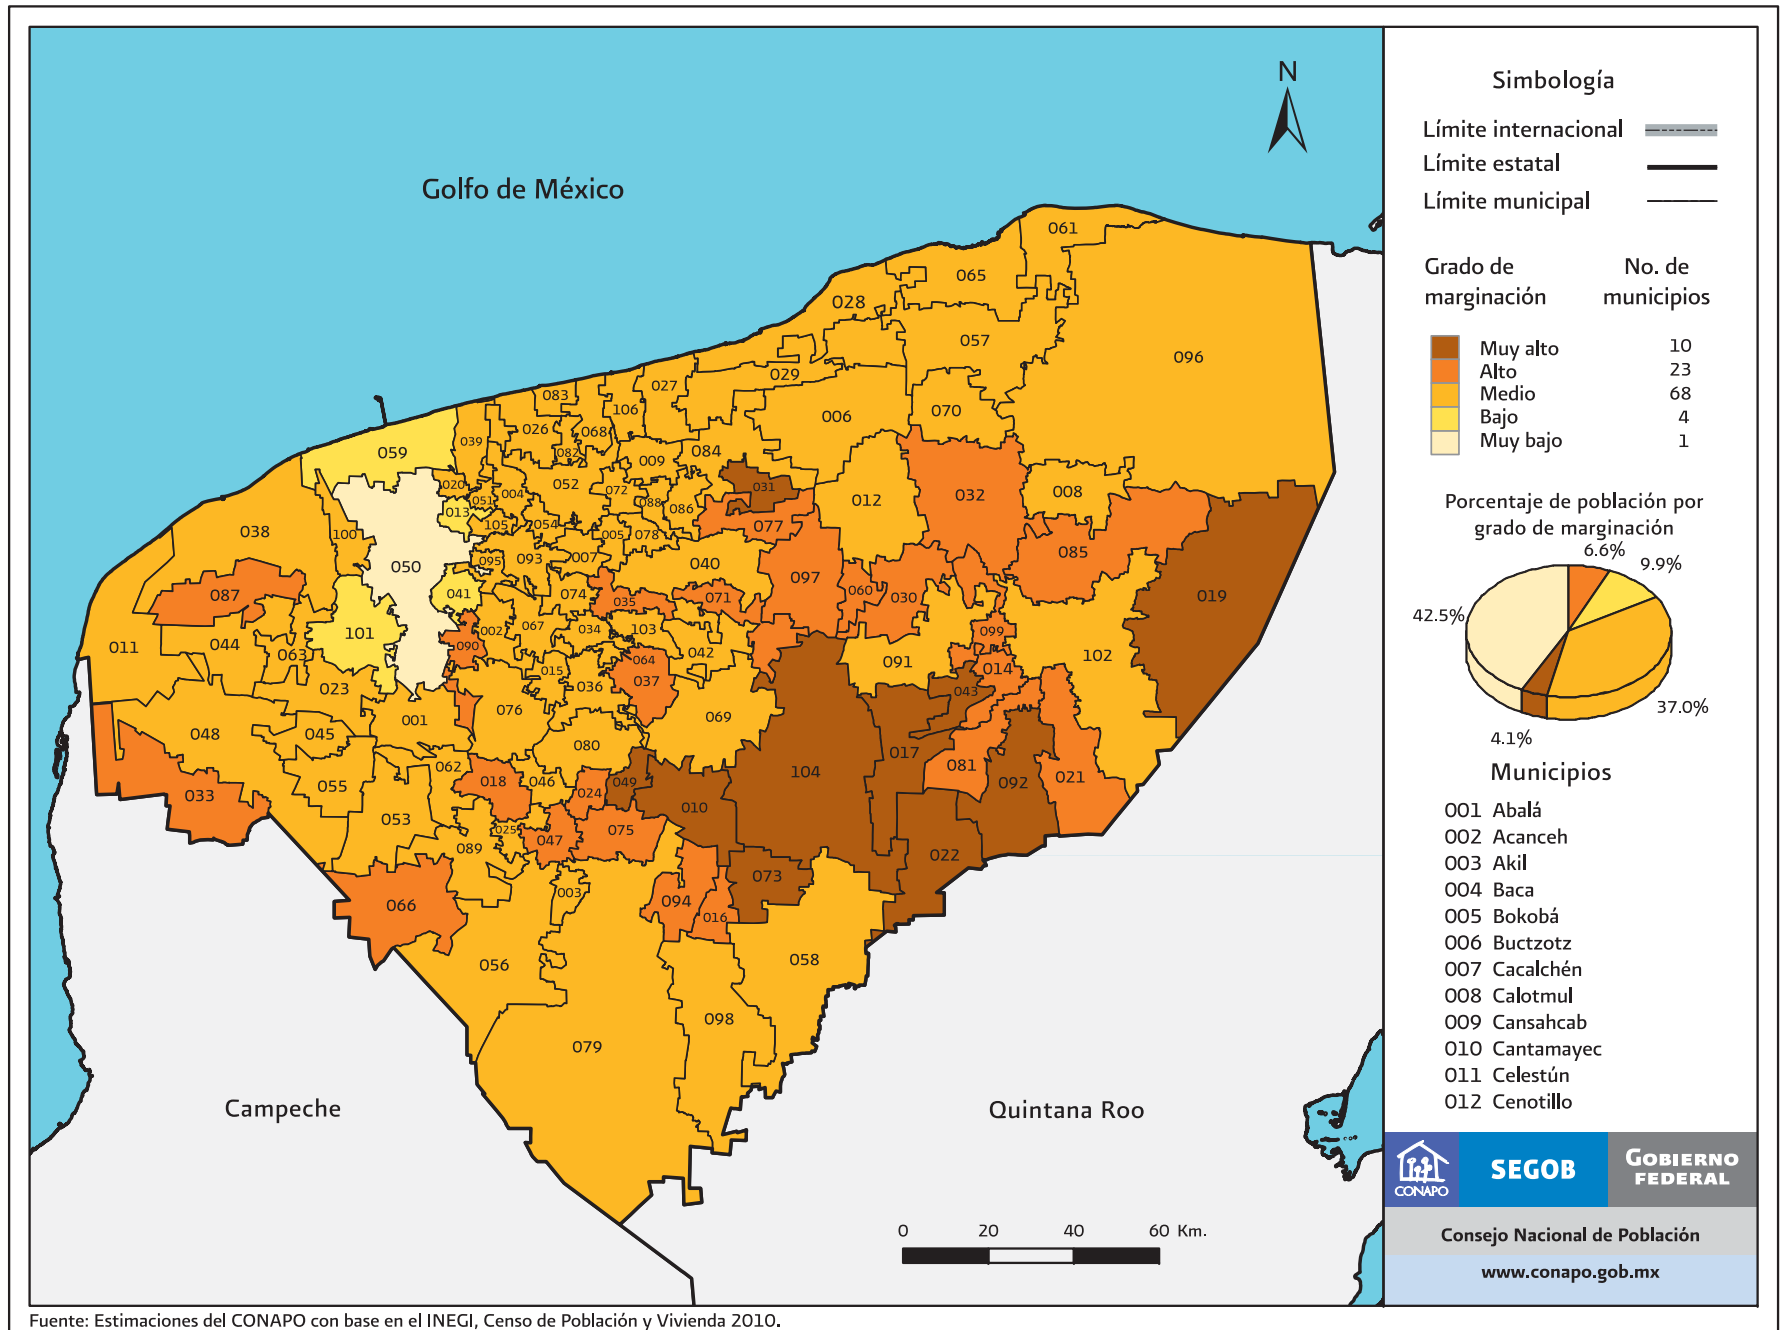 Golfo de México
N
061
065
028
057
096
029
027
083
106
006
070
039
026
068
082
059
084
009
031
020
052
072
012
032
008
051
004
088
086
013
105
054
077
038
100
005
078
085
095
093
007
040
050
097
087
041
074
035
071
060
030
019
101
002
067
034
103
099
011
044
063
090
042
091
102
015
064
014
023
036
037
043
076
069
001
048
045
080
017
104
062
081
092
021
018
046
049
055
024
033
010
053
025
047
075
089
022
073
003
066
094
016
056
058
098
079
Campeche
Quintana Roo
0 20 40 60 Km.
Simbología
Límite internacional
Límite estatal
Límite municipal
Grado de marginación
No. de municipios
Muy alto 10
Alto 23
Medio 68
Bajo 4
Muy bajo 1
Porcentaje de población por
grado de marginación
6.6%
9.9%
42.5%
37.0%
4.1%
Municipios
001 Abalá
002 Acanceh
003 Akil
004 Baca
005 Bokobá
006 Buctzotz
007 Cacalchén
008 Calotmul
009 Cansahcab
010 Cantamayec
011 Celestún
012 Cenotillo
CONAPO
SEGOB
GOBIERNO
FEDERAL
Consejo Nacional de Población
www.conapo.gob.mx
Fuente: Estimaciones del CONAPO con base en el INEGI, Censo de Población y Vivienda 2010.